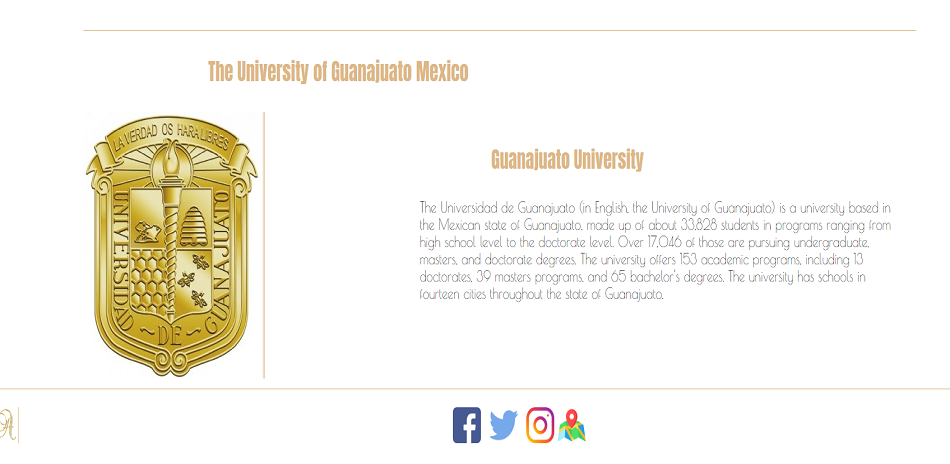 The University of Guanajuato Mexico
LA VERDAD OS HARA LIBRES
UNIVERSIDAD
DE
GUANAJUATO
Guanajuato University
The Universidad de Guanajuato (in English, the University of Guanajuato) is a university based in
the Mexican state of Guanajuato, made up of about 33,828 students in programs ranging from
high school level to the doctorate level. Over 17,046 of those are pursuing undergraduate,
masters, and doctorate degrees. The university offers 153 academic programs, including 13
doctorates, 39 masters programs, and 65 bachelor's degrees. The university has schools in
fourteen cities throughout the state of Guanajuato.
A